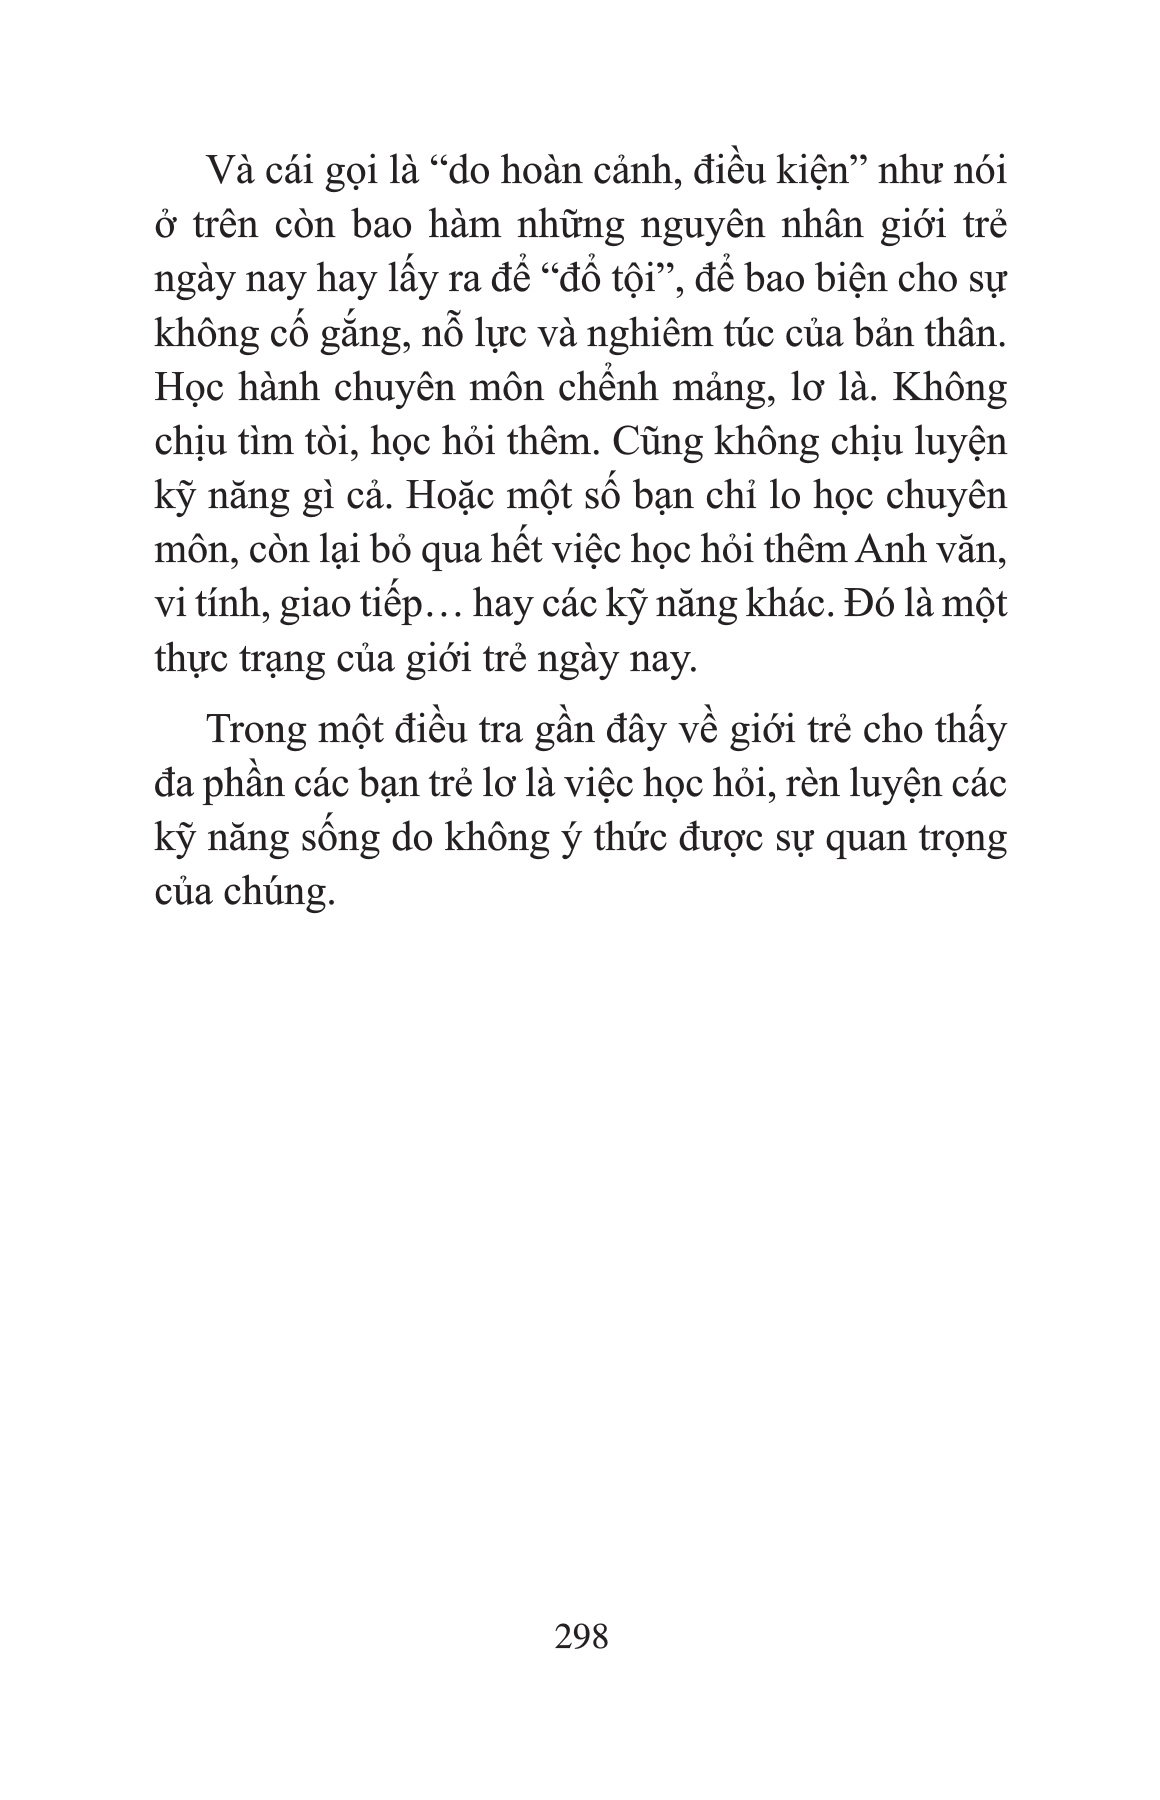 Và cái gọi là “do hoàn cảnh, điều kiện” như nói
ở trên còn bao hàm những nguyên nhân giới trẻ
ngày nay hay lấy ra để “đổ tội”, để bao biện cho sự
không cố gắng, nỗ lực và nghiêm túc của bản thân.
Học hành chuyên môn chểnh mảng, lơ là. Không
chịu tìm tòi, học hỏi thêm. Cũng không chịu luyện
kỹ năng gì cả. Hoặc một số bạn chỉ lo học chuyên
môn, còn lại bỏ qua hết việc học hỏi thêm Anh văn,
vi tính, giao tiếp… hay các kỹ năng khác. Đó là một
thực trạng của giới trẻ ngày nay.
Trong một điều tra gần đây về giới trẻ cho thấy
đa phần các bạn trẻ lơ là việc học hỏi, rèn luyện các
kỹ năng sống do không ý thức được sự quan trọng
của chúng.
298